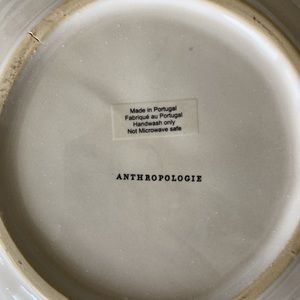 Made in Portugal
Fabriqué au Portugal
Handwash only
Not Microwave safe
ANTHROPOLOGIE